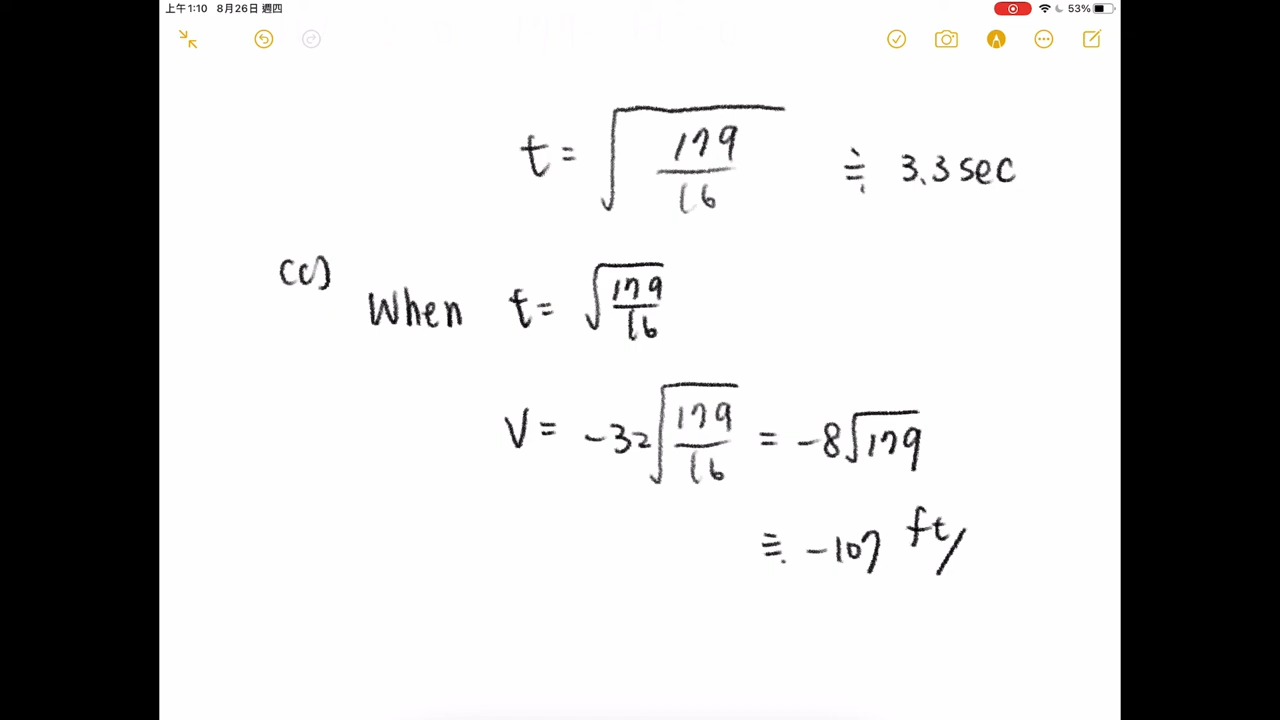 上午1:10 8月26日 週四 53%
t = √(179/16) ≒ 3.3 sec
(c)
When t = √(179/16)
V = -32√(179/16) = -8√179
≒ -107 ft/